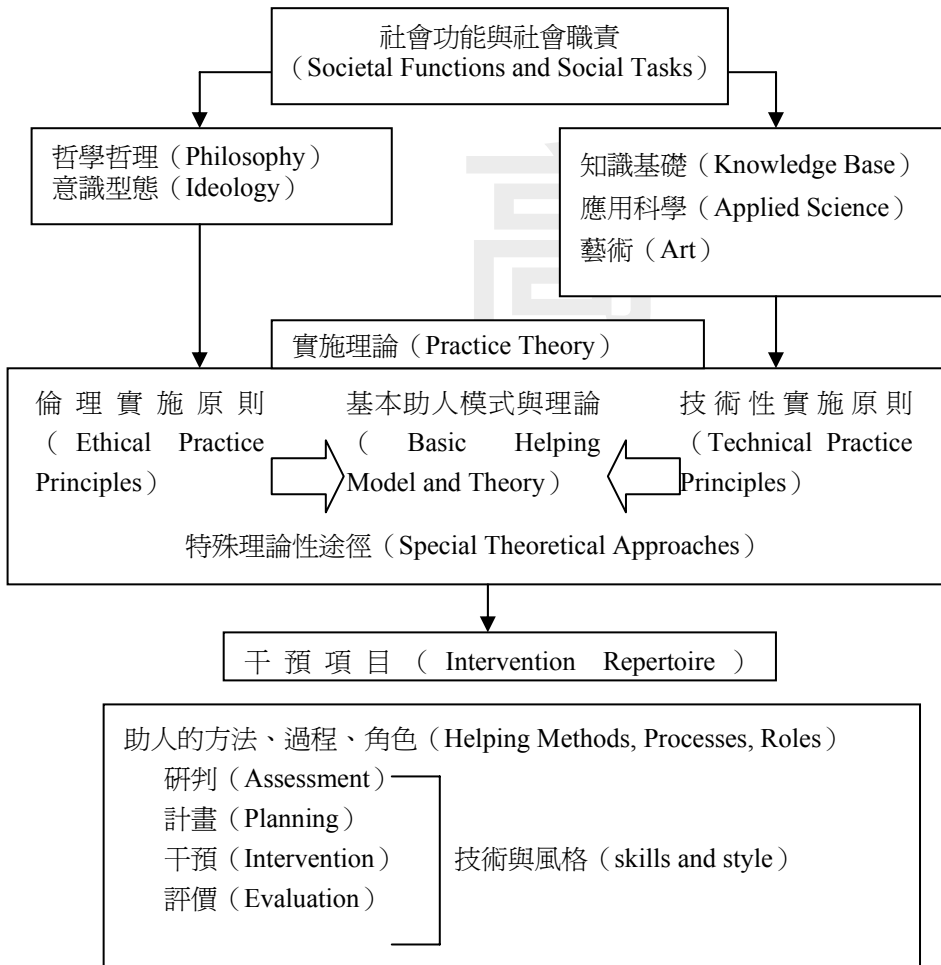 社會功能與社會職責
（Societal Functions and Social Tasks）
哲學哲理（Philosophy）
意識型態（Ideology）
知識基礎（Knowledge Base）
應用科學（Applied Science）
藝術（Art）
實施理論（Practice Theory）
倫理實施原則
（Ethical Practice
Principles）
基本助人模式與理論
（Basic Helping
Model and Theory）
技術性實施原則
（Technical Practice
Principles）
特殊理論性途徑（Special Theoretical Approaches）
干預項目（Intervention Repertoire）
助人的方法、過程、角色（Helping Methods, Processes, Roles）
研判（Assessment）
計畫（Planning）
干預（Intervention）
評價（Evaluation）
技術與風格（skills and style）